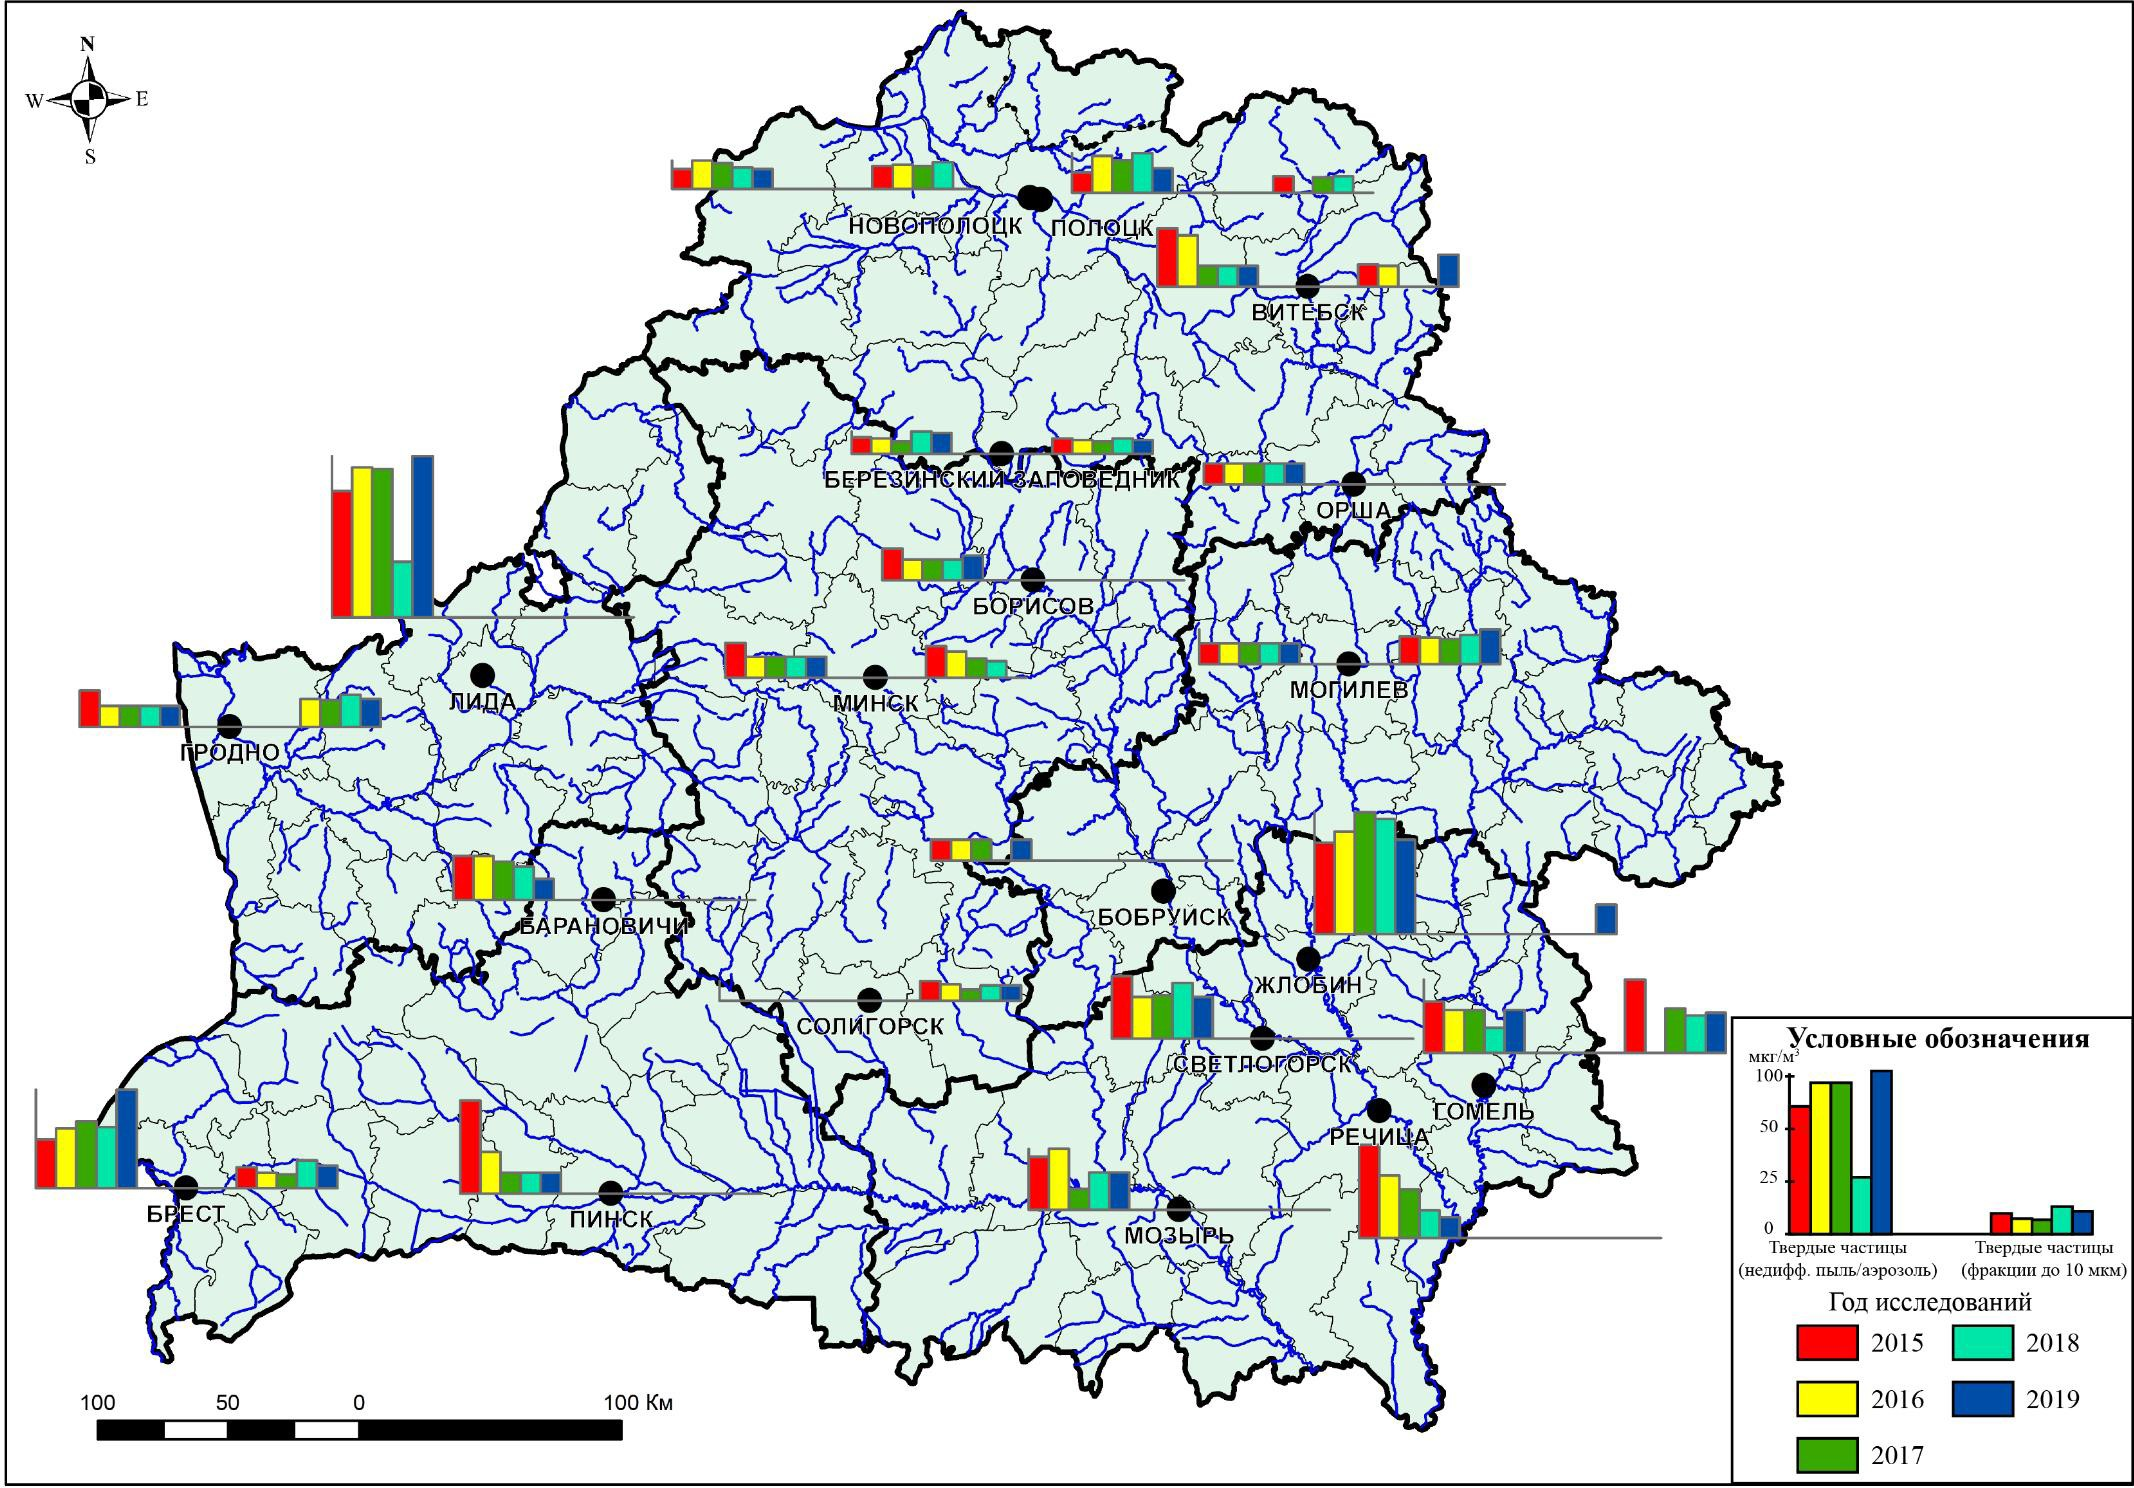 N
W E
S
НОВОПОЛОЦК
ПОЛОЦК
ВИТЕБСК
БЕРЕЗИНСКИЙ ЗАПОВЕДНИК
ОРША
БОРИСОВ
МИНСК
МОГИЛЕВ
ЛИДА
ГРОДНО
БАРАНОВИЧИ
БОБРУЙСК
ЖЛОБИН
СОЛИГОРСК
СВЕТЛОГОРСК
ГОМЕЛЬ
РЕЧИЦА
БРЕСТ
ПИНСК
МОЗЫРЬ
100 50 0 100 Км
Условные обозначения
мкг/м³
100
50
25
0
Твердые частицы
(недифф. пыль/аэрозоль)
Твердые частицы
(фракции до 10 мкм)
Год исследований
2015 2018
2016 2019
2017